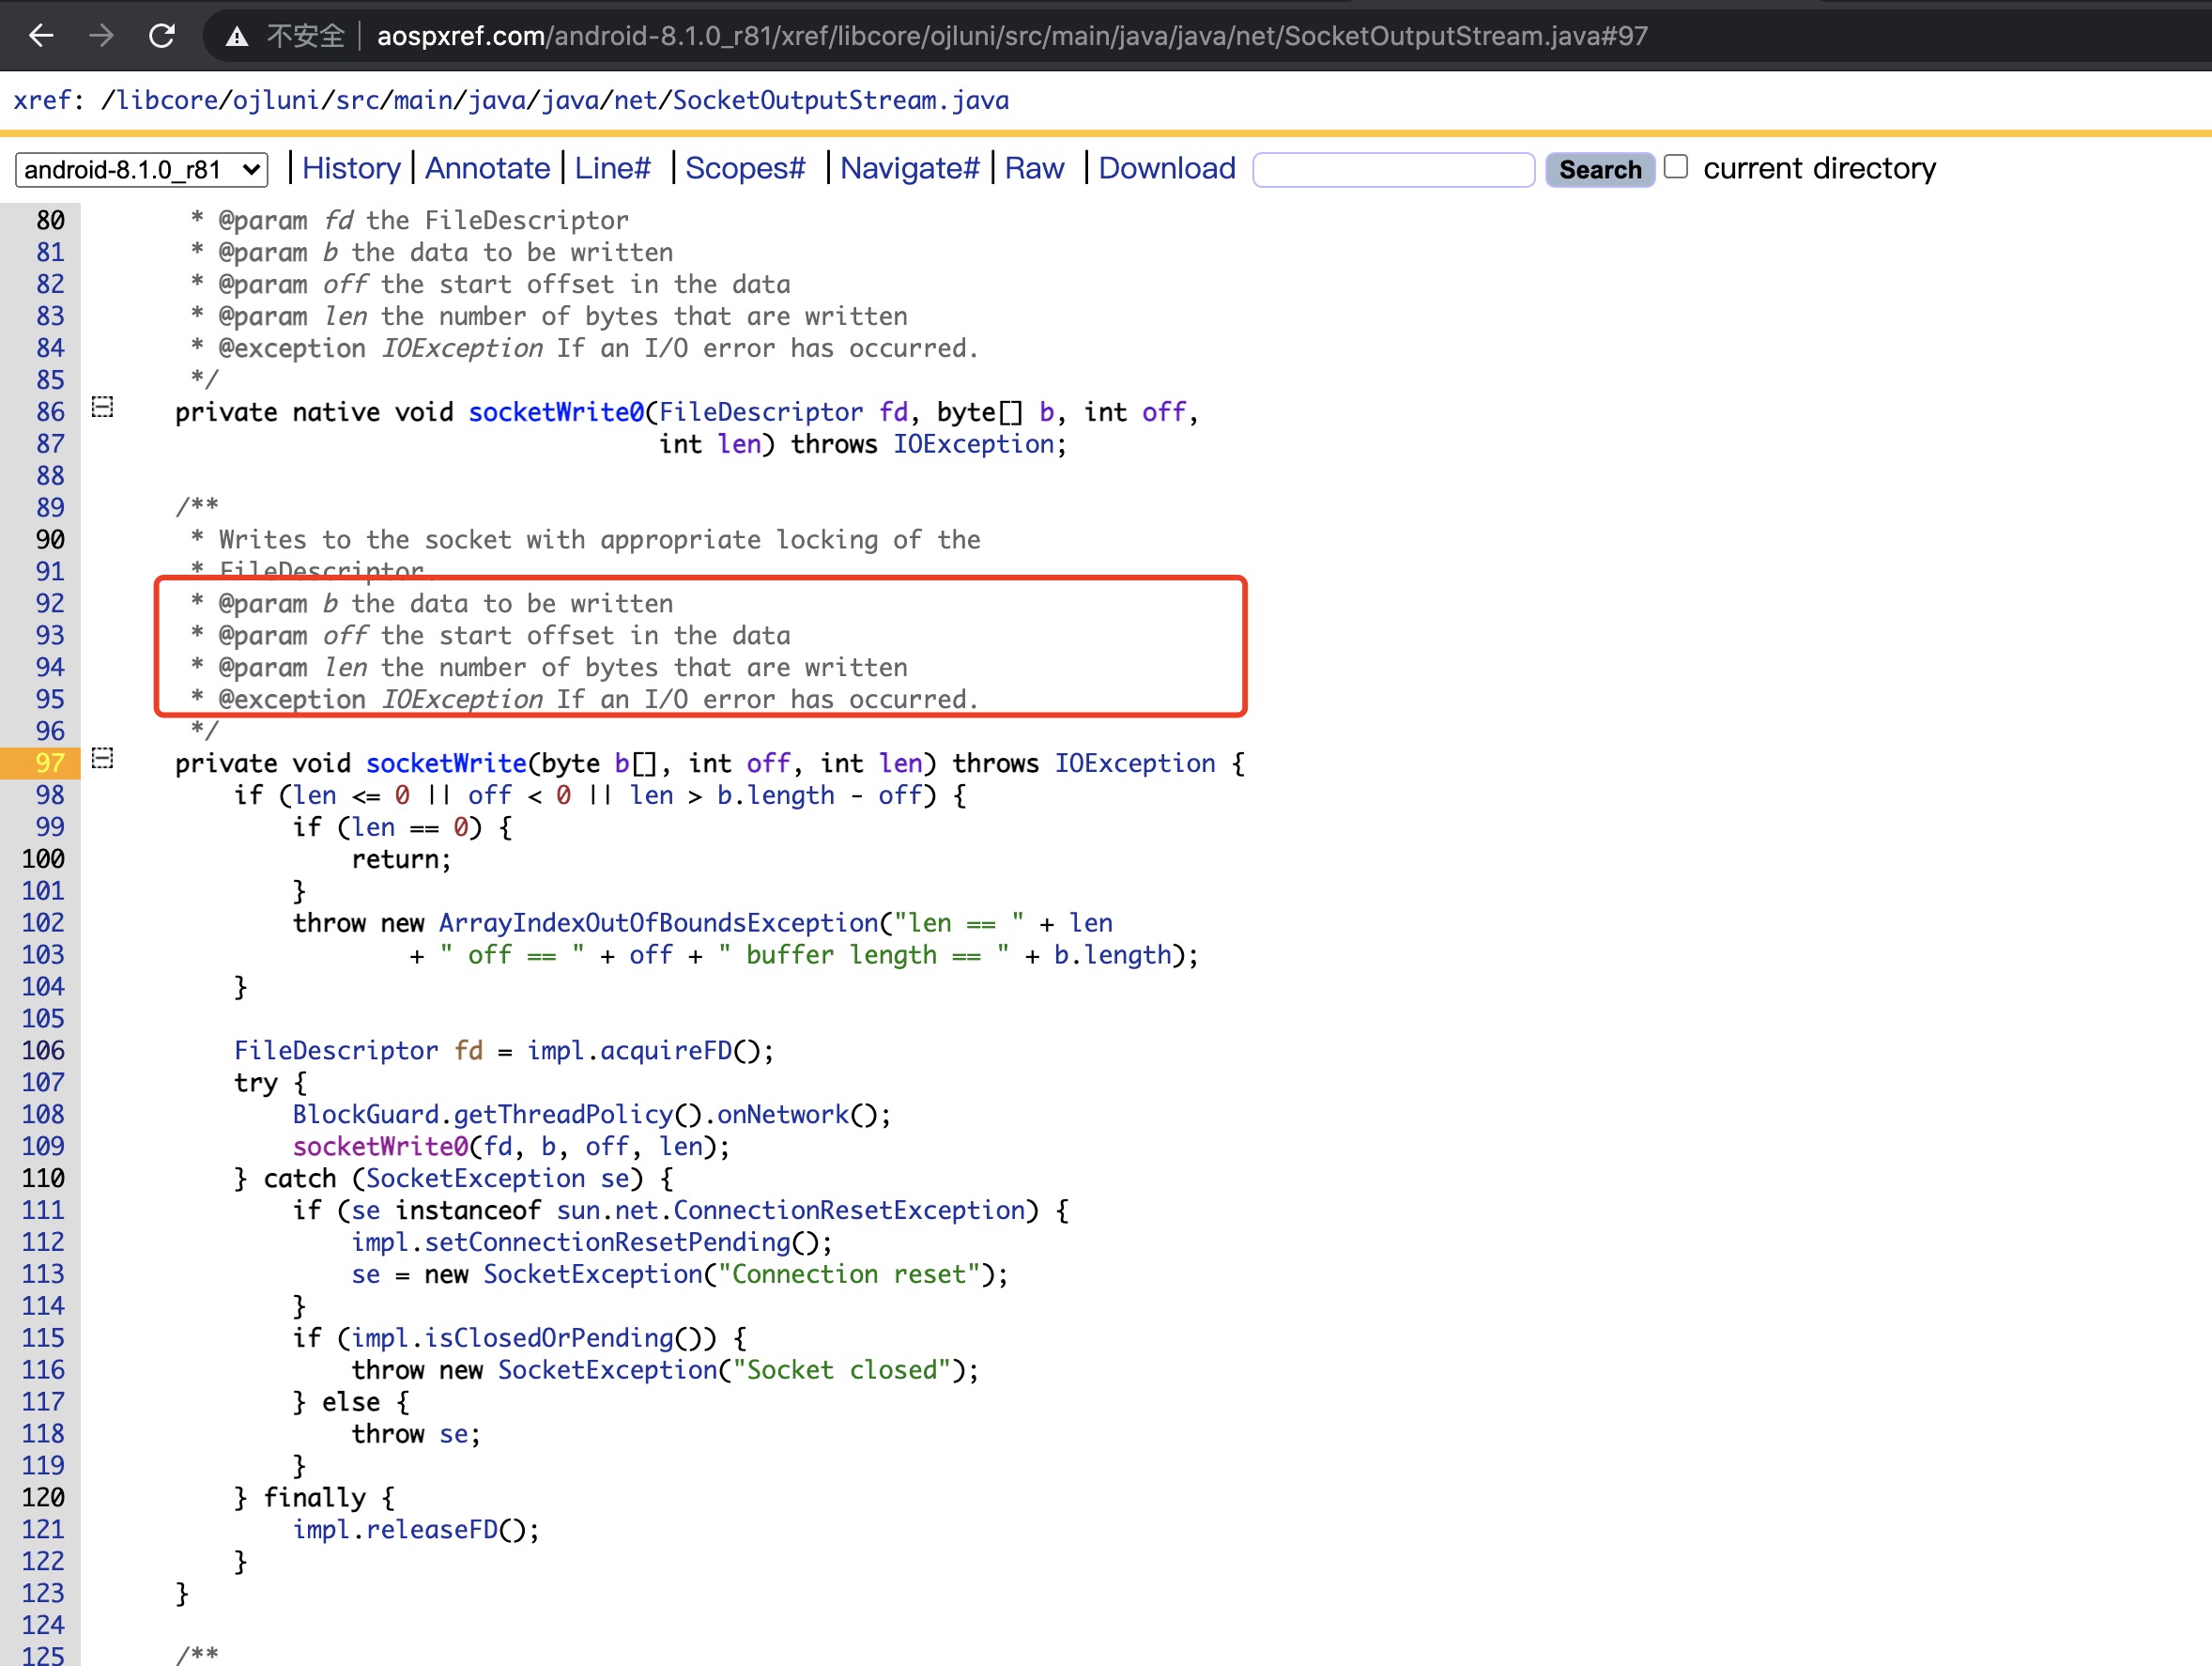 不安全 | aospxref.com/android-8.1.0_r81/xref/libcore/ojluni/src/main/java/java/net/SocketOutputStream.java#97
xref: /libcore/ojluni/src/main/java/java/net/SocketOutputStream.java
android-8.1.0_r81 | History | Annotate | Line# | Scopes# | Navigate# | Raw | Download Search current directory
80 * @param fd the FileDescriptor
81 * @param b the data to be written
82 * @param off the start offset in the data
83 * @param len the number of bytes that are written
84 * @exception IOException If an I/O error has occurred.
85 */
86 private native void socketWrite0(FileDescriptor fd, byte[] b, int off,
87 int len) throws IOException;
88
89 /**
90 * Writes to the socket with appropriate locking of the
91 * FileDescriptor.
92 * @param b the data to be written
93 * @param off the start offset in the data
94 * @param len the number of bytes that are written
95 * @exception IOException If an I/O error has occurred.
96 */
97 private void socketWrite(byte b[], int off, int len) throws IOException {
98 if (len <= 0 || off < 0 || len > b.length - off) {
99 if (len == 0) {
100 return;
101 }
102 throw new ArrayIndexOutOfBoundsException("len == " + len
103 + " off == " + off + " buffer length == " + b.length);
104 }
105
106 FileDescriptor fd = impl.acquireFD();
107 try {
108 BlockGuard.getThreadPolicy().onNetwork();
109 socketWrite0(fd, b, off, len);
110 } catch (SocketException se) {
111 if (se instanceof sun.net.ConnectionResetException) {
112 impl.setConnectionResetPending();
113 se = new SocketException("Connection reset");
114 }
115 if (impl.isClosedOrPending()) {
116 throw new SocketException("Socket closed");
117 } else {
118 throw se;
119 }
120 } finally {
121 impl.releaseFD();
122 }
123 }
124
125 /**